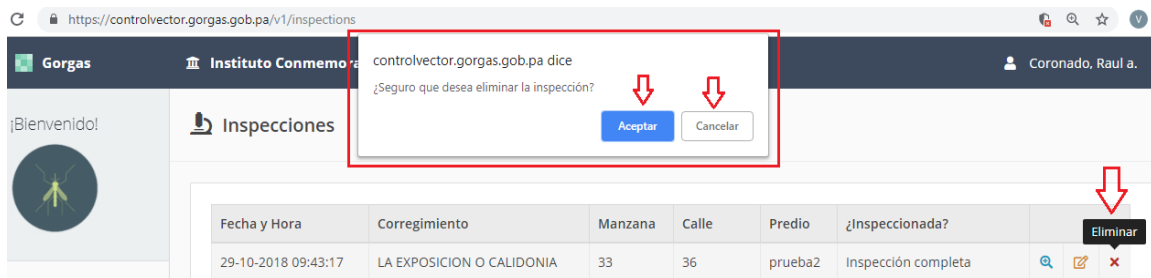 https://controlvector.gorgas.gob.pa/v1/inspections
V
Gorgas
Instituto Conmemora
Coronado, Raul a.
controlvector.gorgas.gob.pa dice
¿Seguro que desea eliminar la inspección?
Aceptar
Cancelar
¡Bienvenido!
Inspecciones
Eliminar
Fecha y Hora Corregimiento Manzana Calle Predio ¿Inspeccionada?
29-10-2018 09:43:17 LA EXPOSICION O CALIDONIA 33 36 prueba2 Inspección completa